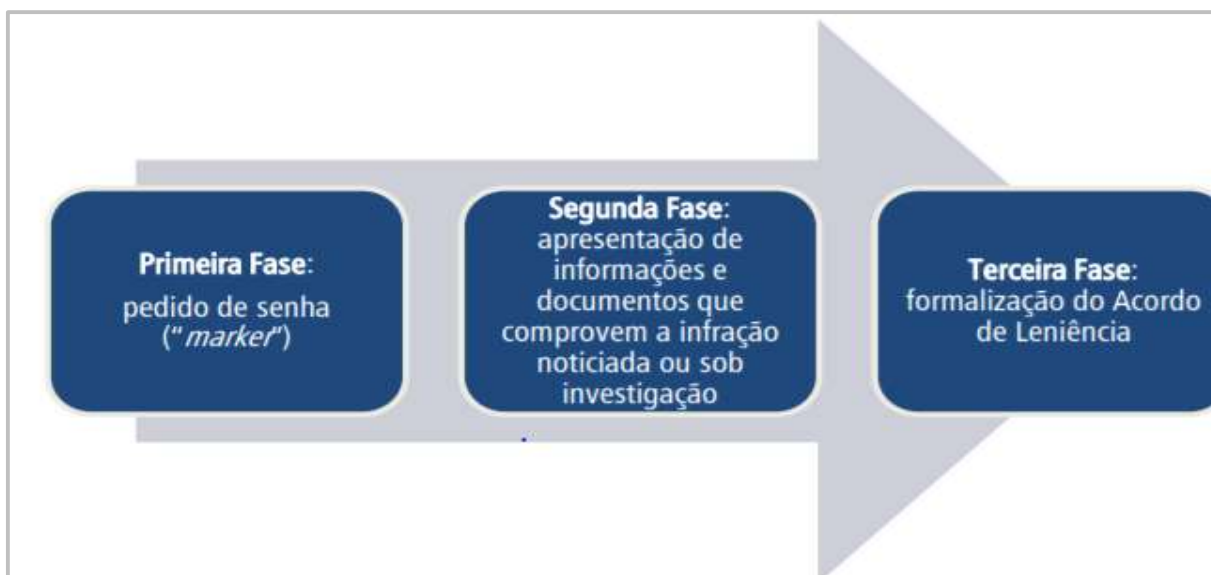 Primeira Fase:
pedido de senha
("marker")
Segunda Fase:
apresentação de
informações e
documentos que
comprovem a infração
noticiada ou sob
investigação
Terceira Fase:
formalização do Acordo
de Leniência